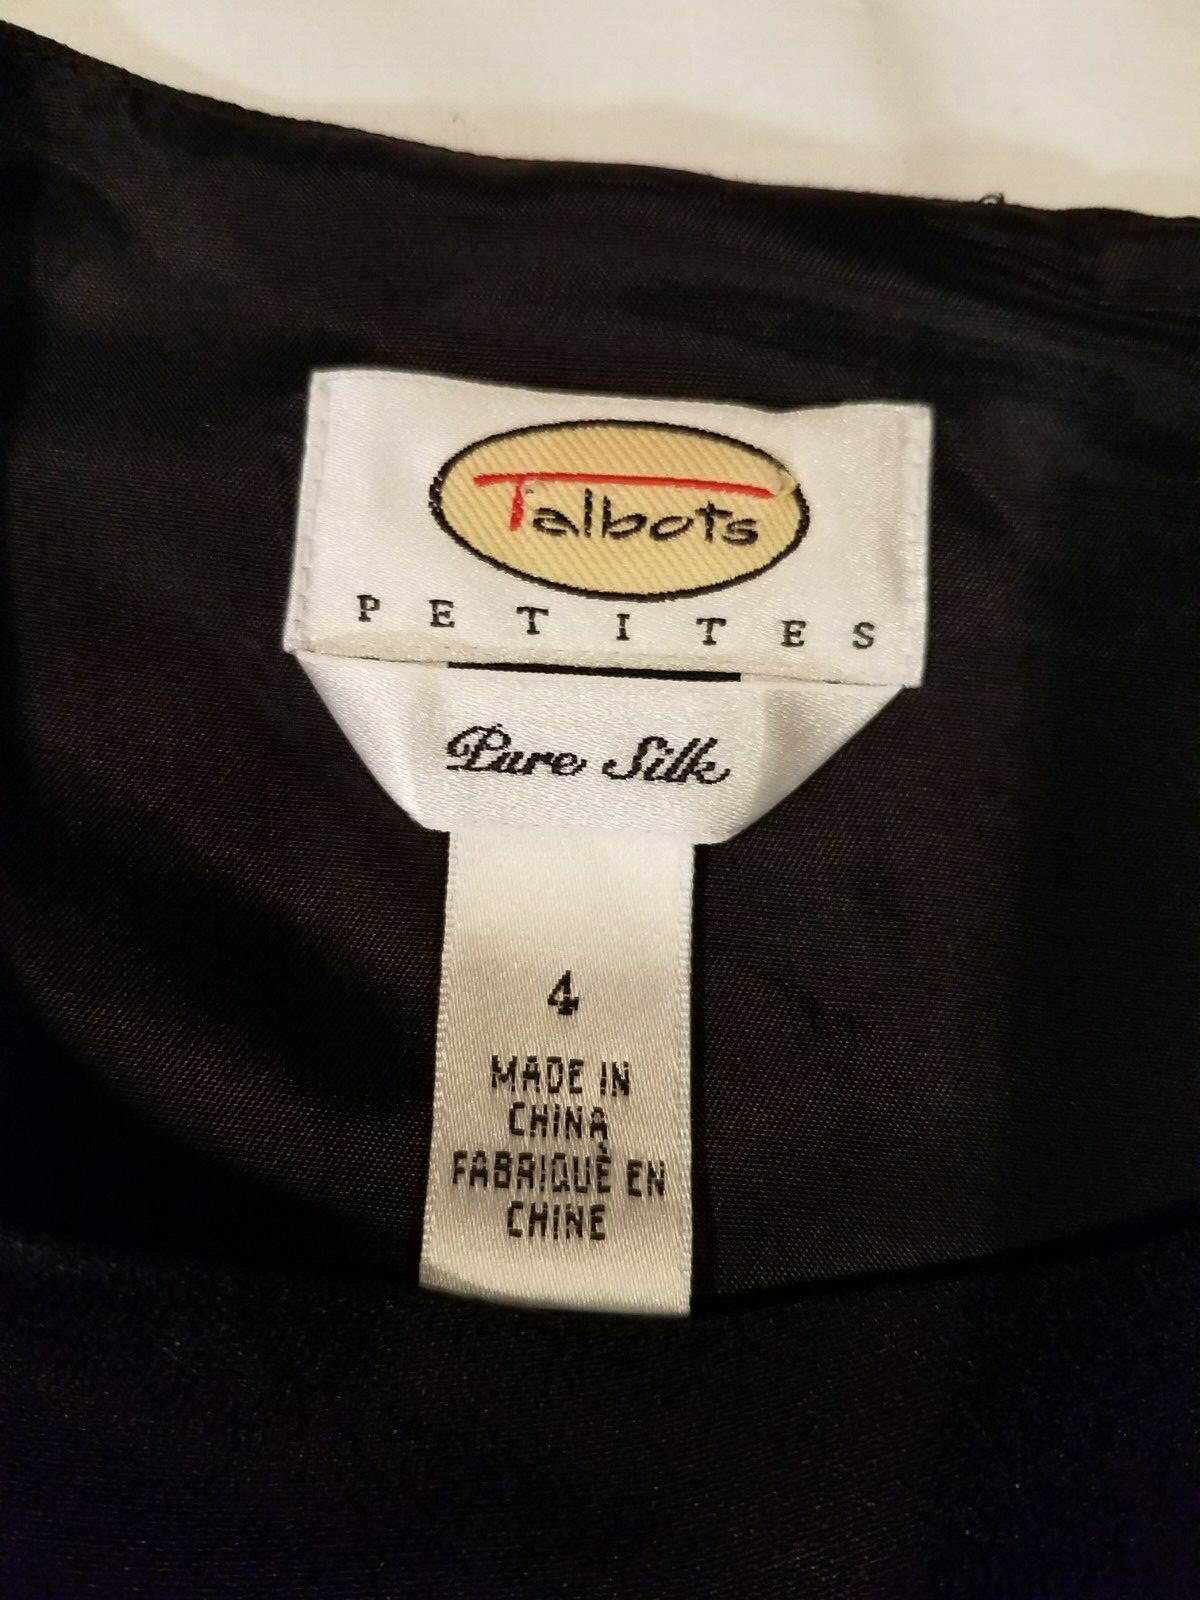 Talbots
PETITES
Pure Silk
4
MADE IN
CHINA
FABRIQUÈ EN
CHINE